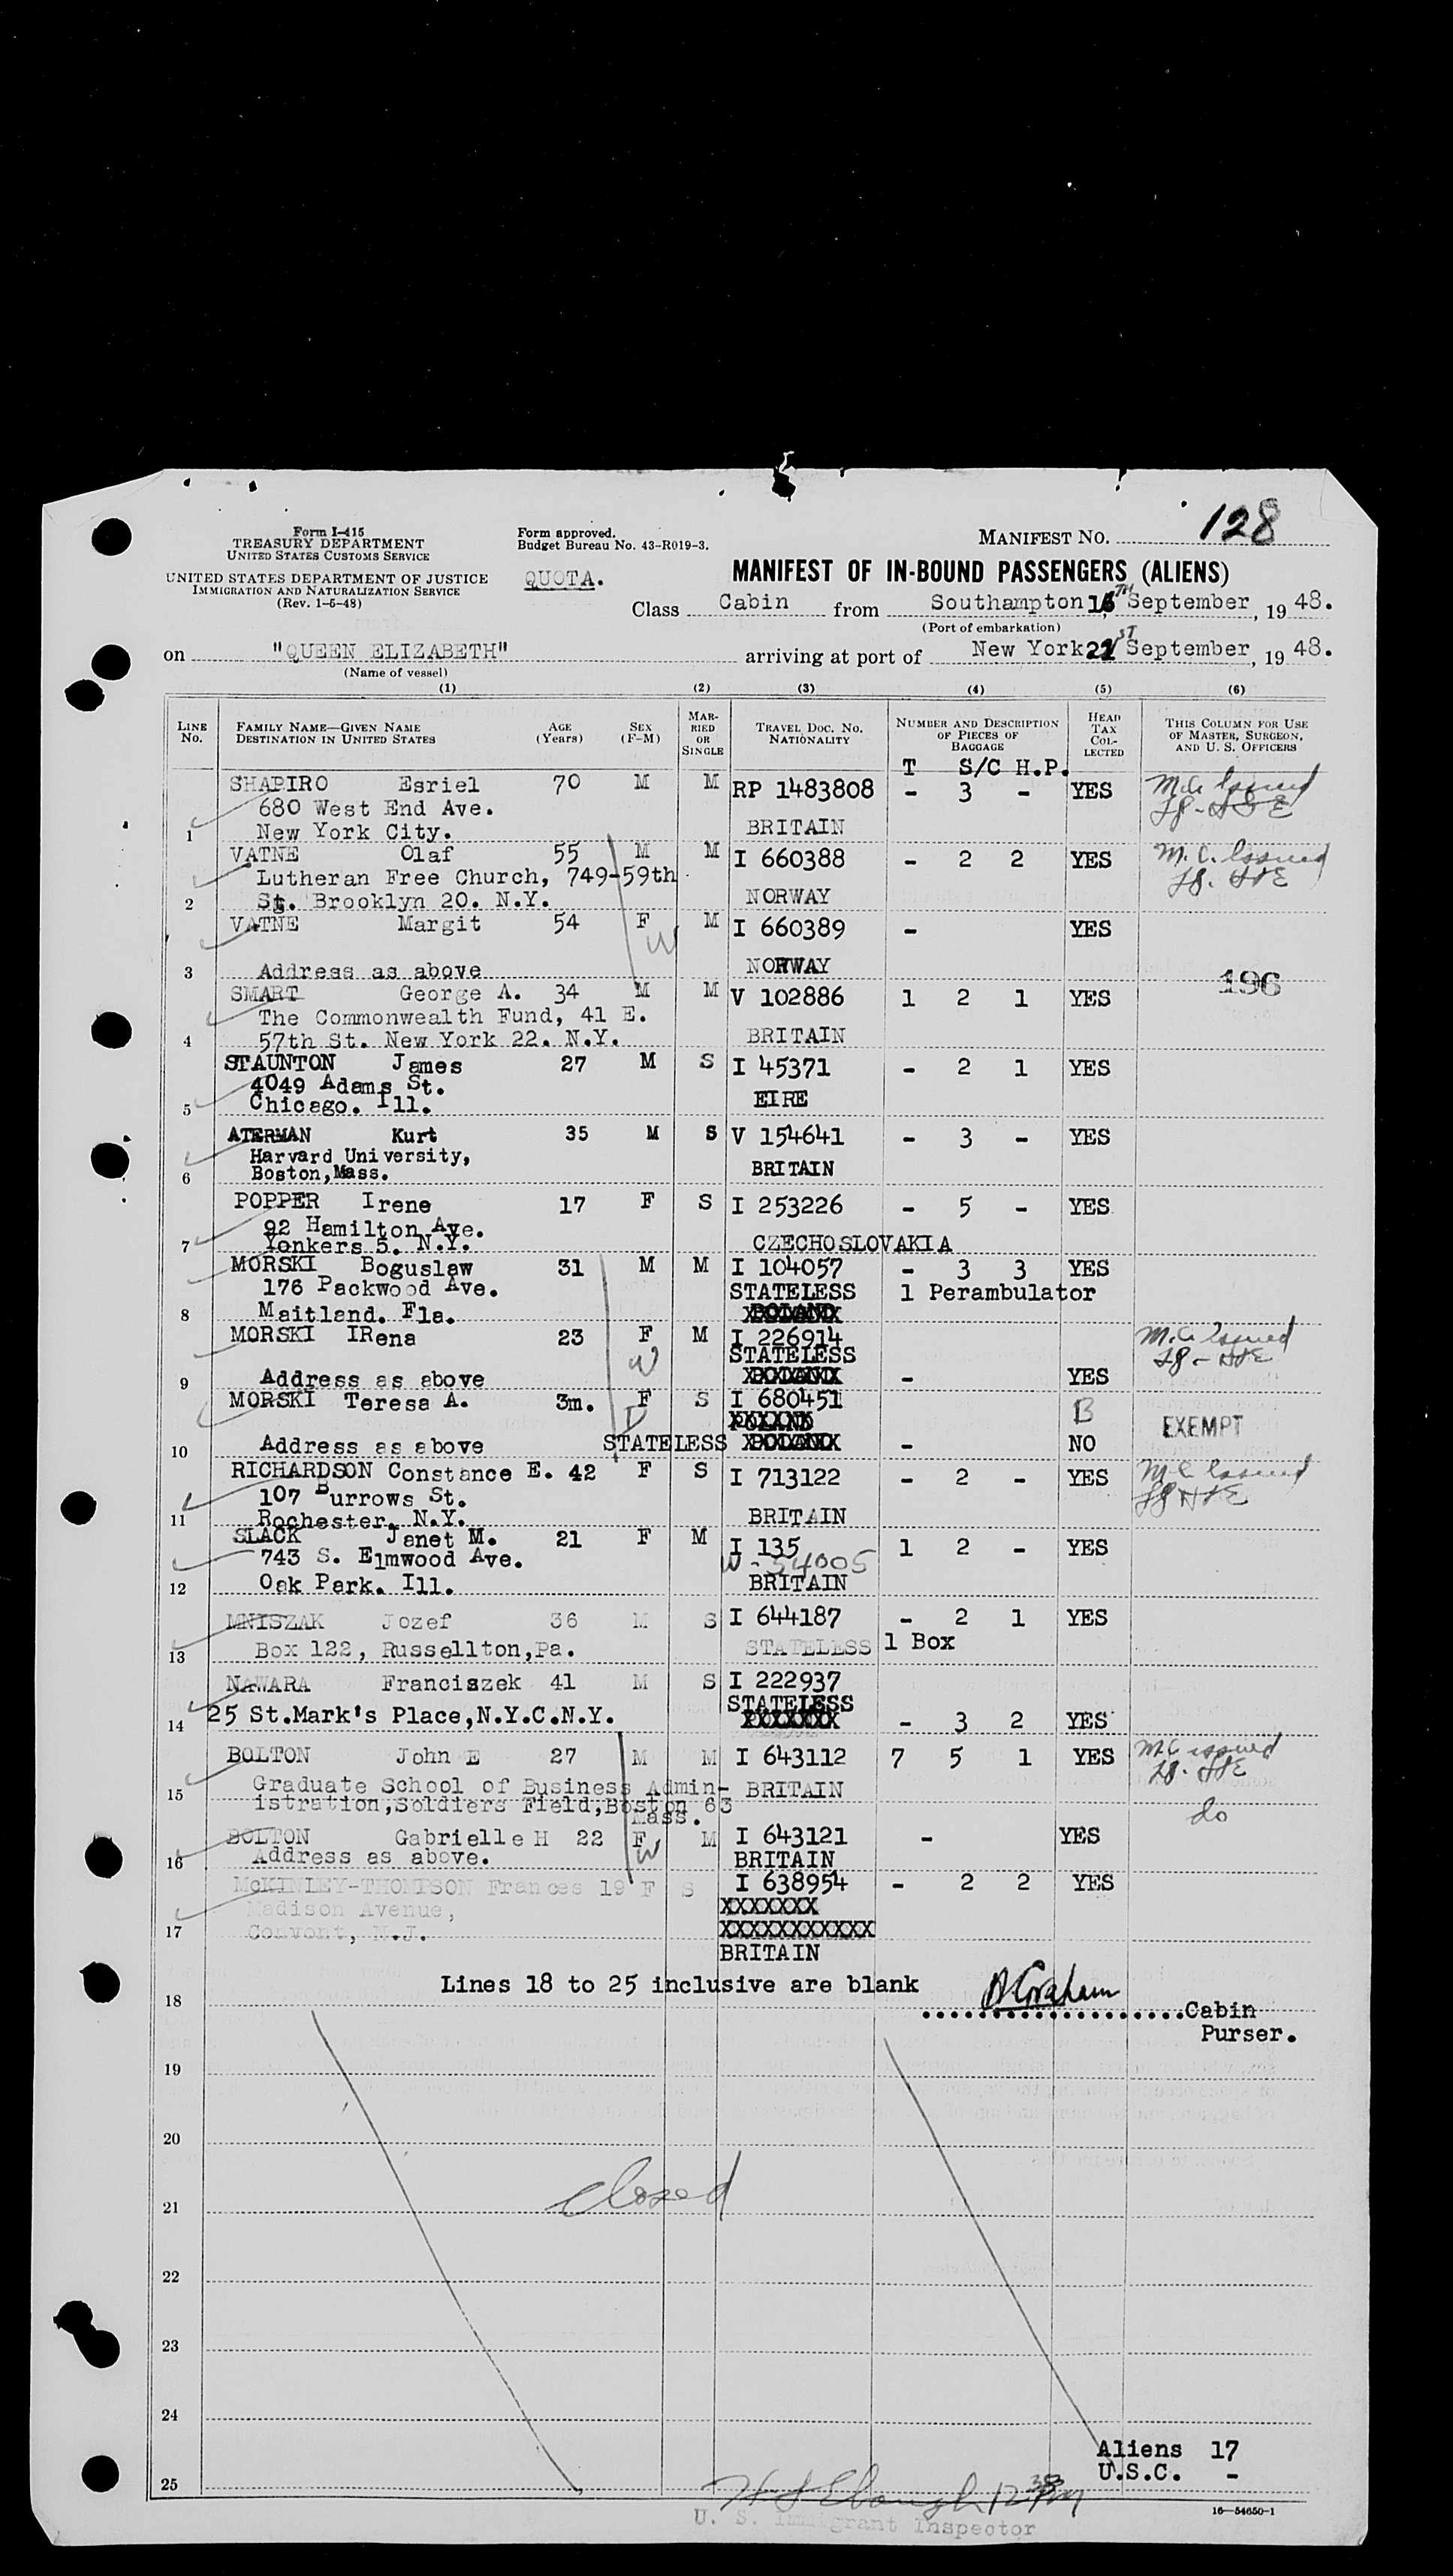 128
Form I-415
TREASURY DEPARTMENT
UNITED STATES CUSTOMS SERVICE
UNITED STATES DEPARTMENT OF JUSTICE
IMMIGRATION AND NATURALIZATION SERVICE
(Rev. 1-6-48)
Form approved.
Budget Bureau No. 43-R019-3.
QUOTA.
MANIFEST NO.
MANIFEST OF IN-BOUND PASSENGERS (ALIENS)
Class Cabin from Southampton 16TH September, 1948.
(Port of embarkation)
on "QUEEN ELIZABETH" arriving at port of New York 21ST September, 1948.
(Name of vessel)
(1) (2) (3) (4) (5) (6)
LINE No. FAMILY NAME—GIVEN NAME DESTINATION IN UNITED STATES AGE (Years) SEX (F-M) MARRIED OR SINGLE TRAVEL DOC. NO. NATIONALITY NUMBER AND DESCRIPTION OF PIECES OF BAGGAGE HEAD TAX COLLECTED THIS COLUMN FOR USE OF MASTER, SURGEON, AND U. S. OFFICERS
T S/C H.P.
SHAPIRO Esriel 70 M M RP 1483808 - 3 - YES
680 West End Ave.
1 New York City. BRITAIN
VATNE Olaf 55 M M I 660388 - 2 2 YES M.C. Issued
Lutheran Free Church, 749-59th
2 St. Brooklyn 20. N.Y. NORWAY
VATNE Margit 54 F M I 660389 - YES
W
3 Address as above NORWAY
196
SMART George A. 34 M M V 102886 1 2 1 YES
The Commonwealth Fund, 41 E.
4 57th St. New York 22. N.Y. BRITAIN
STAUNTON James 27 M S I 45371 - 2 1 YES
4049 Adams St.
5 Chicago. Ill. EIRE
ATERMAN Kurt 35 M S V 154641 - 3 - YES
Harvard University,
6 Boston,Mass. BRITAIN
POPPER Irene 17 F S I 253226 - 5 - YES
92 Hamilton Ave.
7 Yonkers 5. N.Y. CZECHOSLOVAKIA
MORSKI Boguslaw 31 M M I 104057 - 3 3 YES
176 Packwood Ave. STATELESS 1 Perambulator
8 Maitland. Fla.
MORSKI IRena 23 F M I 226914
W STATELESS
9 Address as above - YES
MORSKI Teresa A. 3m. F S I 680451 B
EXEMPT
10 Address as above STATELESS - NO
RICHARDSON Constance E. 42 F S I 713122 - 2 - YES
107 Burrows St.
11 Rochester, N.Y. BRITAIN
SLACK Janet M. 21 F M I 135 1 2 - YES
743 S. Elmwood Ave. W-54005
12 Oak Park. Ill. BRITAIN
MNISZAK Jozef 36 M S I 644187 - 2 1 YES
13 Box 122, Russellton,Pa. STATELESS 1 Box
NAWARA Franciszek 41 M S I 222937
STATELESS
14 25 St.Mark's Place,N.Y.C.N.Y. XXXXXXX - 3 2 YES
BOLTON John E 27 M M I 643112 7 5 1 YES M.C issued
15 Graduate School of Business Admin- BRITAIN
istration,Soldiers Field,Boston 63
Mass.
do
BOLTON Gabrielle H 22 F M I 643121 - YES
16 Address as above. W BRITAIN
McKINLEY-THOMPSON Frances 19 F S I 638954 - 2 2 YES
Madison Avenue, XXXXXXX
17 Convent, N.J. XXXXXXXXXXX
BRITAIN
Lines 18 to 25 inclusive are blank
18 Cabin
Purser.
19
20
21 closed
22
23
24
Aliens 17
25 U.S.C. -
U. S. Immigrant Inspector
16—54650-1